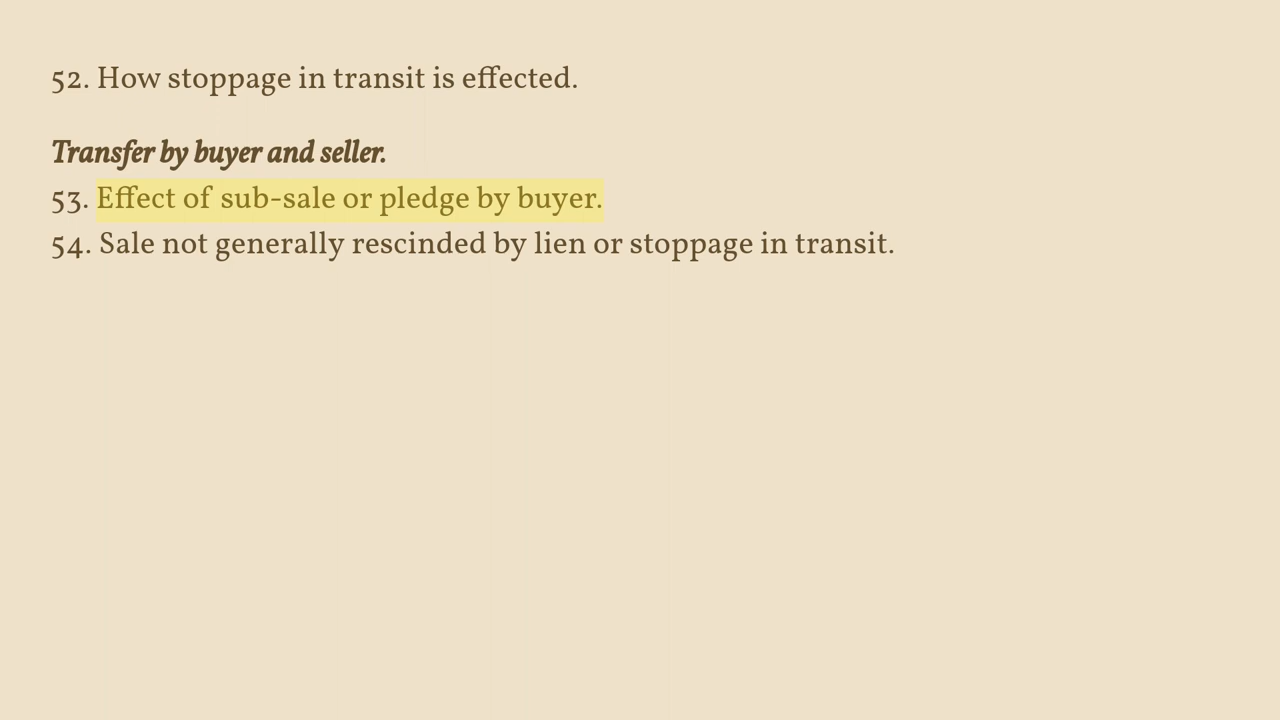 52. How stoppage in transit is effected.
Transfer by buyer and seller.
53. Effect of sub-sale or pledge by buyer.
54. Sale not generally rescinded by lien or stoppage in transit.